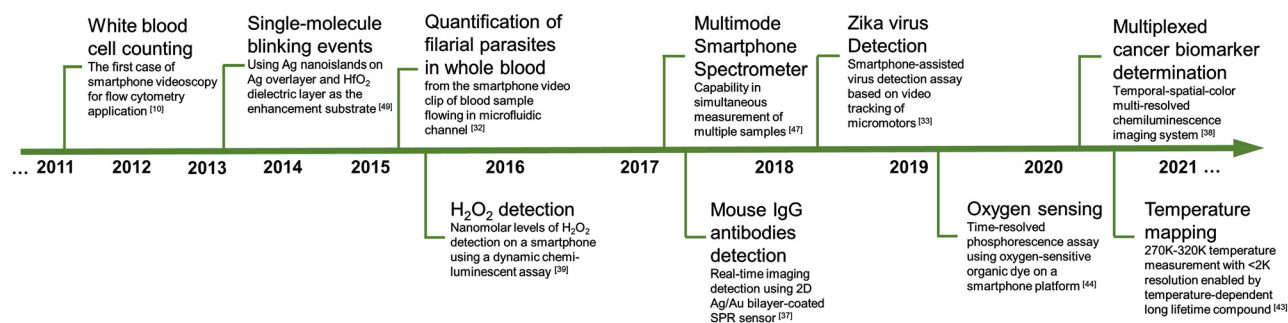 White blood
cell counting
The first case of
smartphone videoscopy
for flow cytometry
application [10]
Single-molecule
blinking events
Using Ag nanoislands on
Ag overlayer and HfO2
dielectric layer as the
enhancement substrate [49]
Quantification of
filarial parasites
in whole blood
from the smartphone video
clip of blood sample
flowing in microfluidic
channel [32]
Multimode
Smartphone
Spectrometer
Capability in
simultaneous
measurement of
multiple samples [47]
Zika virus
Detection
Smartphone-assisted
virus detection assay
based on video
tracking of
micromotors [33]
Multiplexed
cancer biomarker
determination
Temporal-spatial-color
multi-resolved
chemiluminescence
imaging system [38]
... 2011 2012 2013 2014 2015 2016 2017 2018 2019 2020 2021 ...
H2O2 detection
Nanomolar levels of H2O2
detection on a smartphone
using a dynamic chemi-
luminescent assay [39]
Mouse IgG
antibodies
detection
Real-time imaging
detection using 2D
Ag/Au bilayer-coated
SPR sensor [37]
Oxygen sensing
Time-resolved
phosphorescence assay
using oxygen-sensitive
organic dye on a
smartphone platform [44]
Temperature
mapping
270K-320K temperature
measurement with <2K
resolution enabled by
temperature-dependent
long lifetime compound [43]